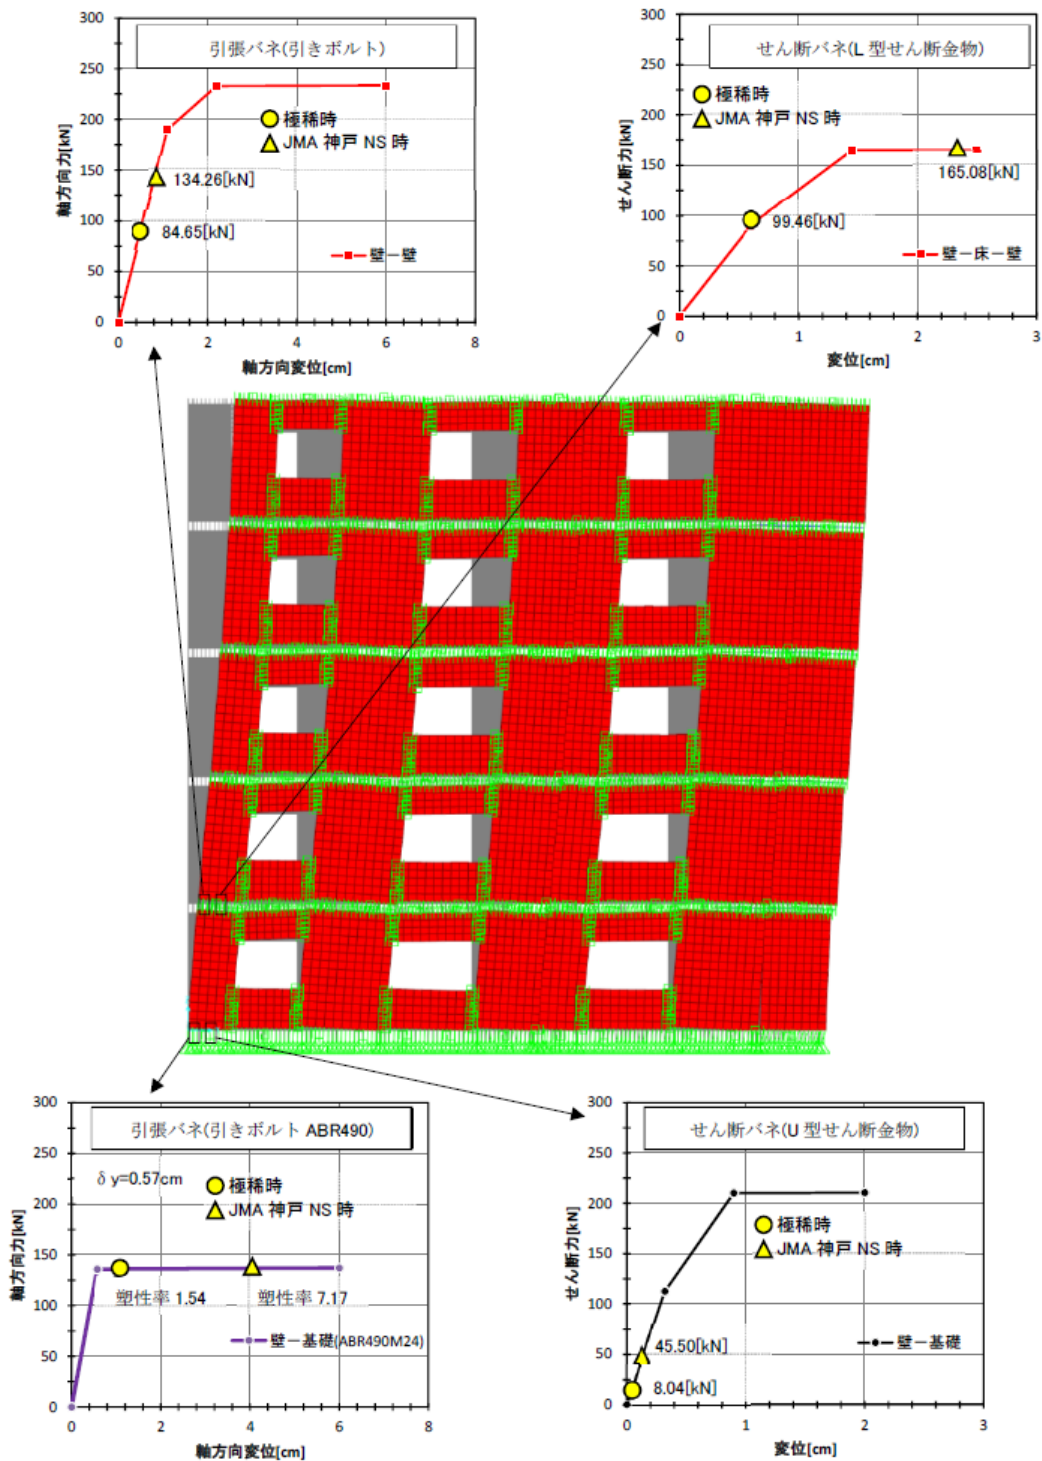 引張バネ(引きボルト)
300
250
200
150
100
50
0
軸方向力[kN]
極稀時
JMA 神戸 NS 時
134.26[kN]
84.65[kN]
壁－壁
0 2 4 6 8
軸方向変位[cm]
せん断バネ(L 型せん断金物)
300
250
200
150
100
50
0
せん断力[kN]
極稀時
JMA 神戸 NS 時
165.08[kN]
99.46[kN]
壁－床－壁
0 1 2 3
変位[cm]
引張バネ(引きボルト ABR490)
300
250
200
150
100
50
0
軸方向力[kN]
δ y=0.57cm
極稀時
JMA 神戸 NS 時
塑性率 1.54 塑性率 7.17
壁－基礎(ABR490M24)
0 2 4 6 8
軸方向変位[cm]
せん断バネ(U 型せん断金物)
300
250
200
150
100
50
0
せん断力[kN]
極稀時
JMA 神戸 NS 時
45.50[kN]
壁－基礎
8.04[kN]
0 1 2 3
変位[cm]